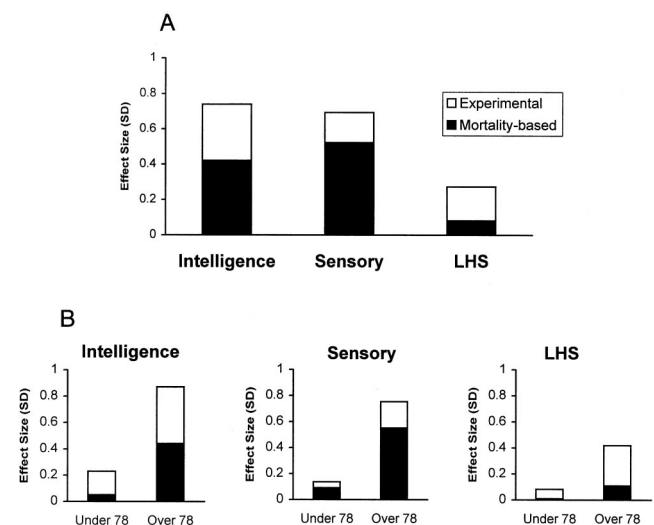 A
1
0.8
0.6
0.4
0.2
0
Effect Size (SD)
Experimental
Mortality-based
Intelligence Sensory LHS
B
Intelligence
1
0.8
0.6
0.4
0.2
0
Effect Size (SD)
Under 78 Over 78
Sensory
1
0.8
0.6
0.4
0.2
0
Effect Size (SD)
Under 78 Over 78
LHS
1
0.8
0.6
0.4
0.2
0
Effect Size (SD)
Under 78 Over 78